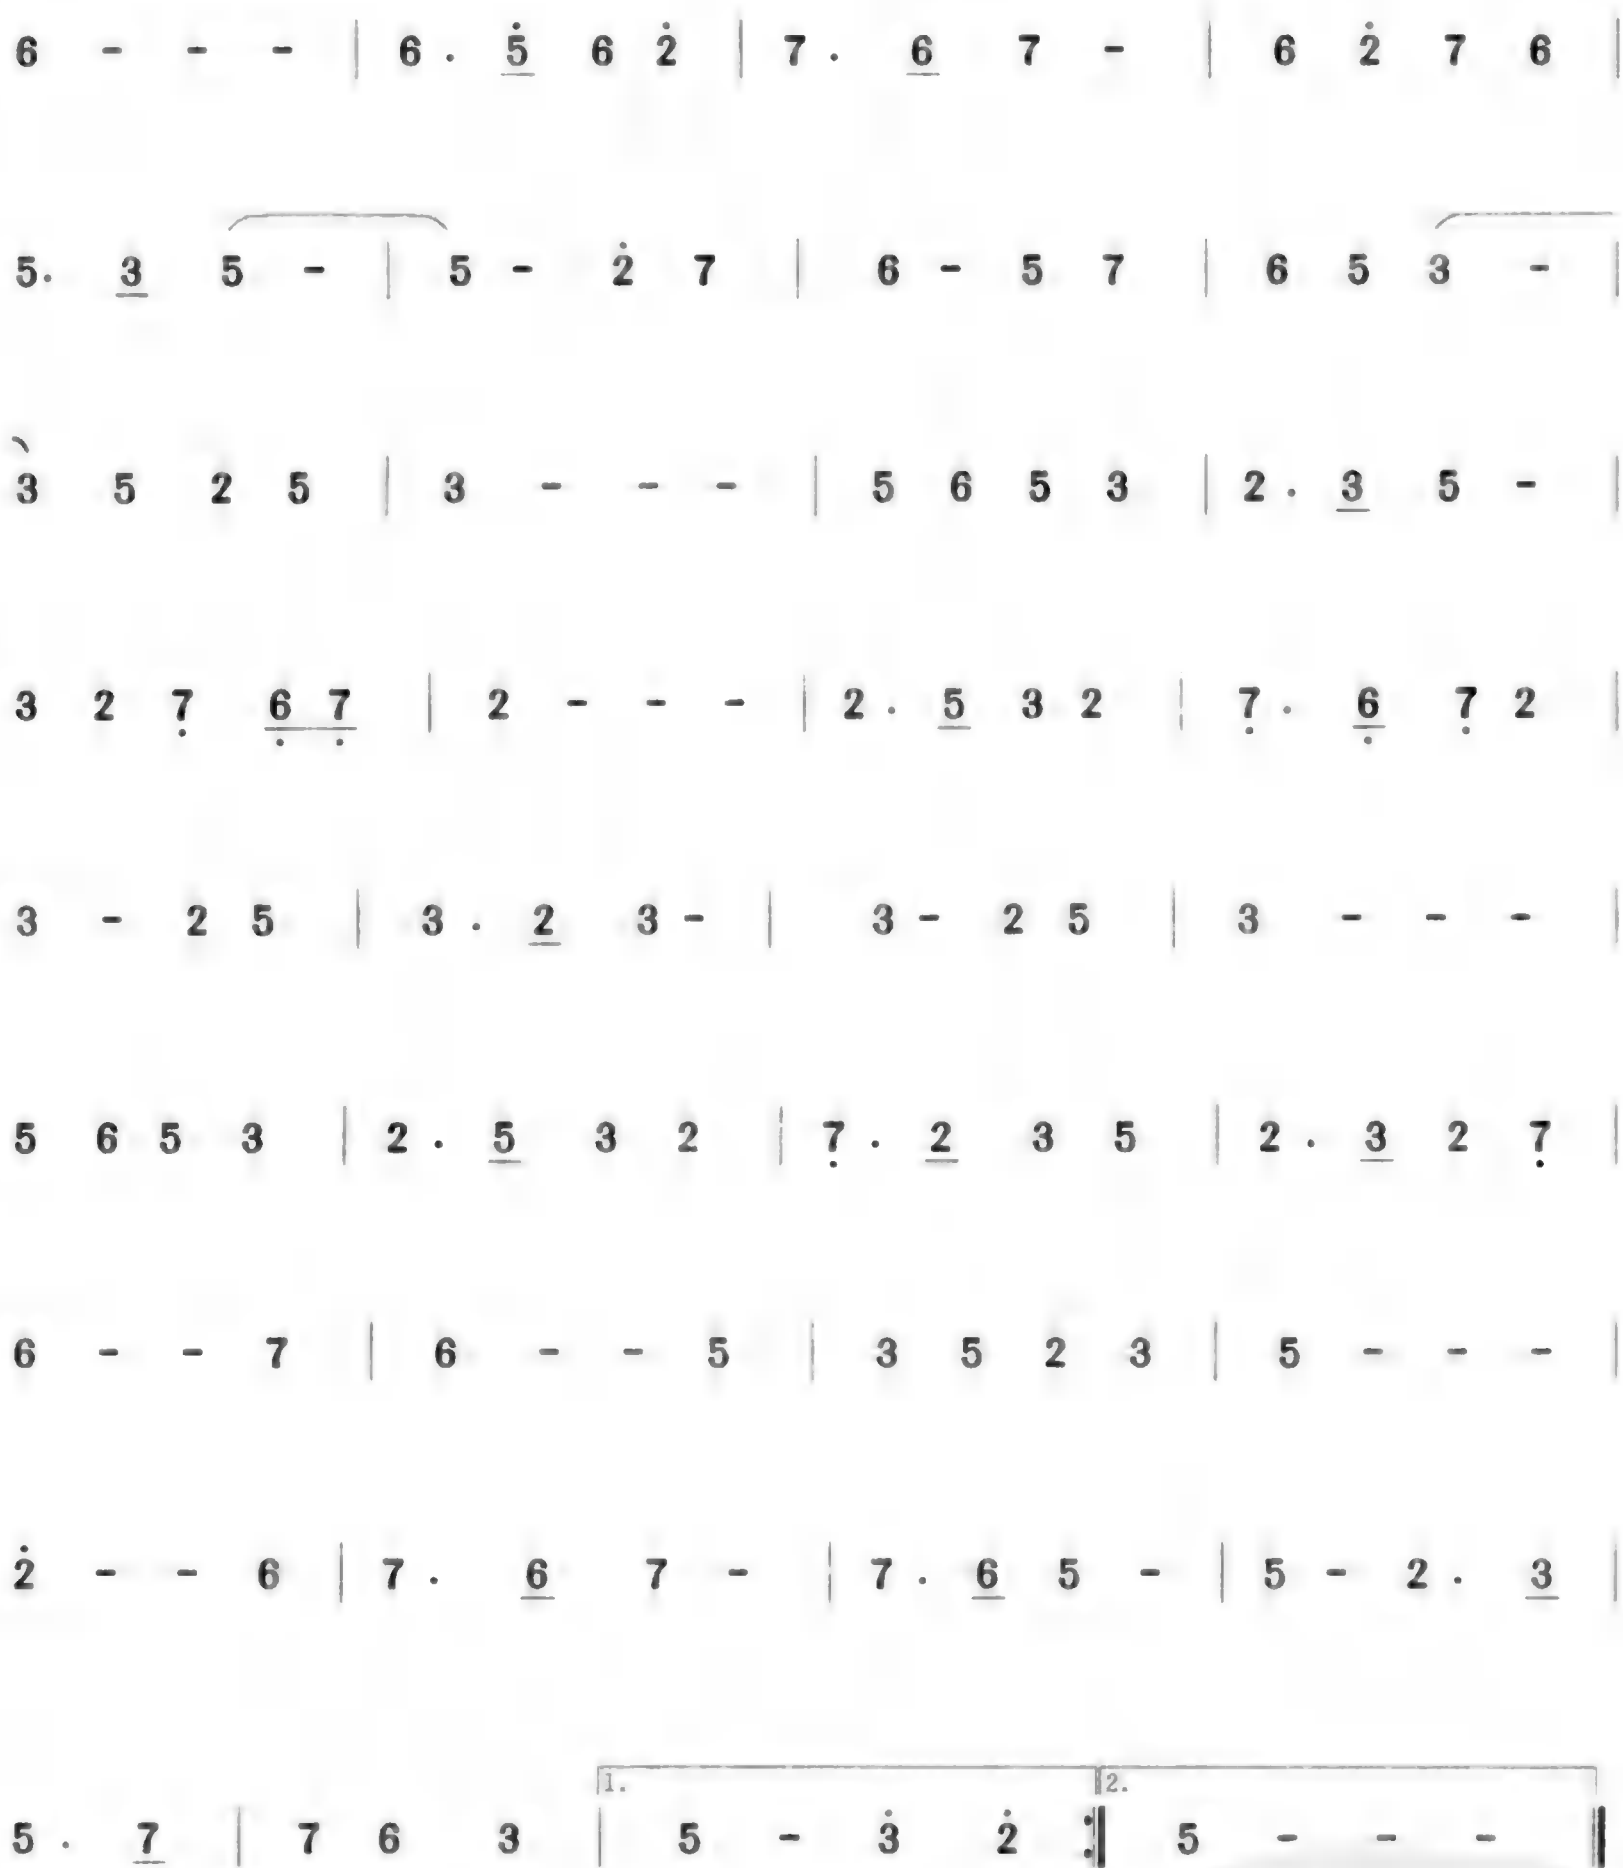 6 - - - | 6 . 5̲̇ 6 2̇ | 7 . 6̲ 7 - | 6 2̇ 7 6 |
5. 3̲ 5 - | 5 - 2̇ 7 | 6 - 5 7 | 6 5 3 - |
3 5 2 5 | 3 - - - | 5 6 5 3 | 2 . 3̲ 5 - |
3 2 7̣ 6̲̣ 7̲̣ | 2 - - - | 2 . 5̲ 3 2 | 7̣ . 6̲̣ 7̣ 2 |
3 - 2 5 | 3 . 2̲ 3 - | 3 - 2 5 | 3 - - - |
5 6 5 3 | 2 . 5̲ 3 2 | 7̣ . 2̲ 3 5 | 2 . 3̲ 2 7̣ |
6 - - 7 | 6 - - 5 | 3 5 2 3 | 5 - - - |
2̇ - - 6 | 7 . 6̲ 7 - | 7 . 6̲ 5 - | 5 - 2 . 3̲ |
1. 2.
5 . 7̲ | 7 6 3 | 5 - 3̇ 2̇ :‖ 5 - - - ‖